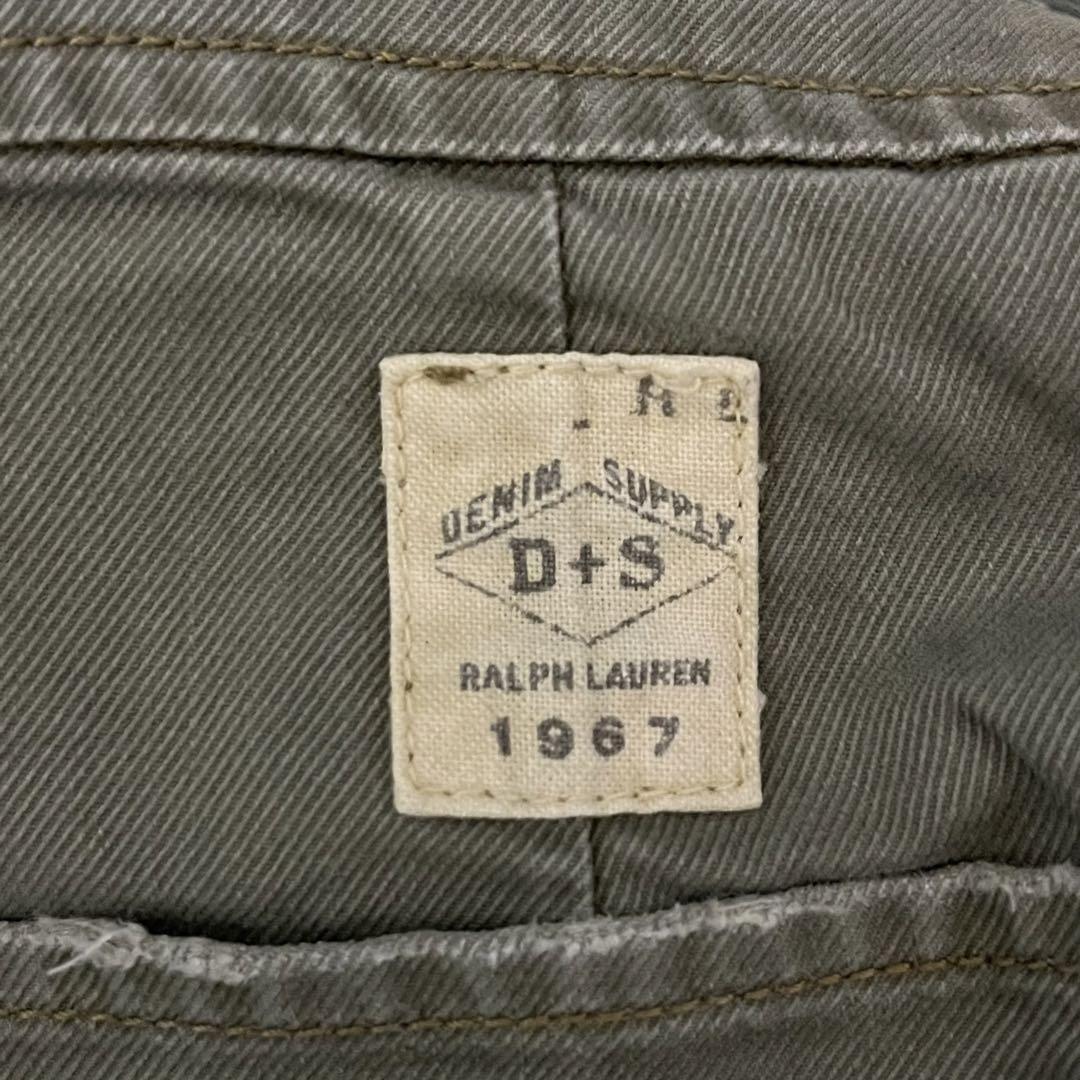 DENIM SUPPLY
D+S
RALPH LAUREN
1967